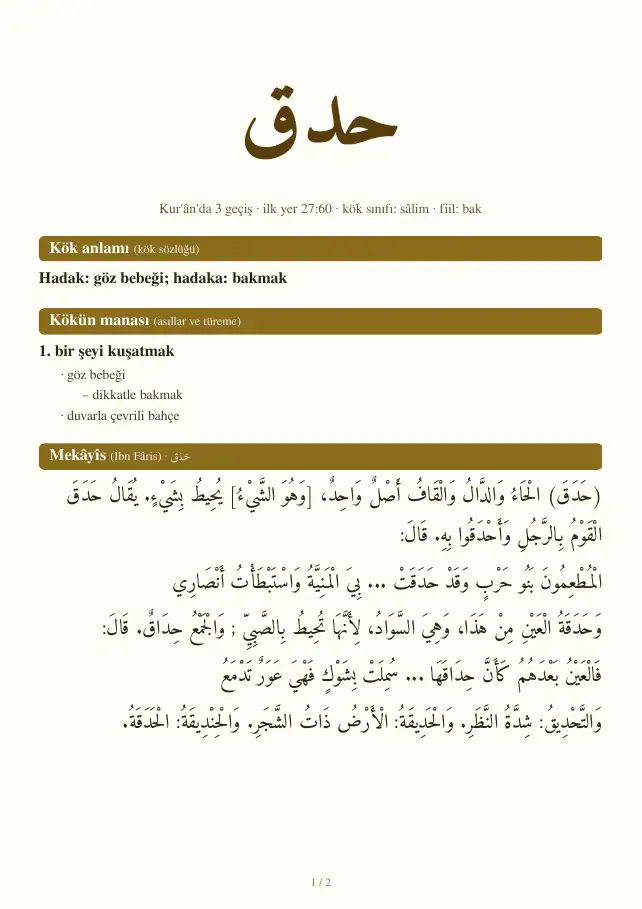 حدق
Kur'ân'da 3 geçiş · ilk yer 27:60 · kök sınıfı: sâlim · fiil: bak
Kök anlamı (kök sözlüğü)
Hadak: göz bebeği; hadaka: bakmak
Kökün manası (asıllar ve türeme)
1. bir şeyi kuşatmak
· göz bebeği
– dikkatle bakmak
· duvarla çevrili bahçe
Mekâyîs (İbn Fâris) · حَدَقَ
(حَدَقَ) الْحَاءُ وَالدَّالُ وَالْقَافُ أَصْلٌ وَاحِدٌ، [وَهُوَ الشَّيْءُ] يُحِيطُ بِشَيْءٍ. يُقَالُ حَدَقَ
الْقَوْمُ بِالرَّجُلِ وَأَحْدَقُوا بِهِ. قَالَ:
الْمُطْعِمُونَ بَنُو حَرْبٍ وَقَدْ حَدَقَتْ ... بِيَ الْمَنِيَّةُ وَاسْتَبْطَأْتُ أَنْصَارِي
وَحَدَقَةُ الْعَيْنِ مِنْ هَذَا، وَهِيَ السَّوَادُ، لِأَنَّهَا تُحِيطُ بِالصَّبِيِّ ; وَالْجَمْعُ حِدَاقٌ. قَالَ:
فَالْعَيْنُ بَعْدَهُمُ كَأَنَّ حِدَاقَهَا ... سُمِلَتْ بِشَوْكٍ فَهْيَ عَوَرٌ تَدْمَعُ
وَالتَّحْدِيقُ: شِدَّةُ النَّظَرِ. وَالْحَدِيقَةُ: الْأَرْضُ ذَاتُ الشَّجَرِ. وَالْحِنْدِيقَةُ: الْحَدَقَةُ.
1 / 2